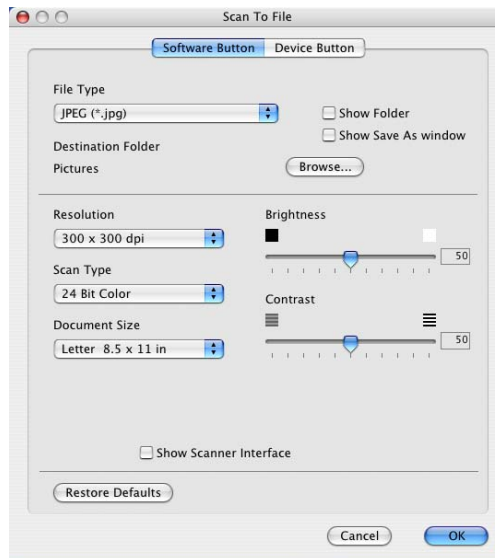 Scan To File
Software Button Device Button
File Type
JPEG (*.jpg)
Show Folder
Show Save As window
Destination Folder
Pictures
Browse...
Resolution
300 x 300 dpi
Scan Type
24 Bit Color
Document Size
Letter 8.5 x 11 in
Brightness
50
Contrast
50
Show Scanner Interface
Restore Defaults
Cancel OK